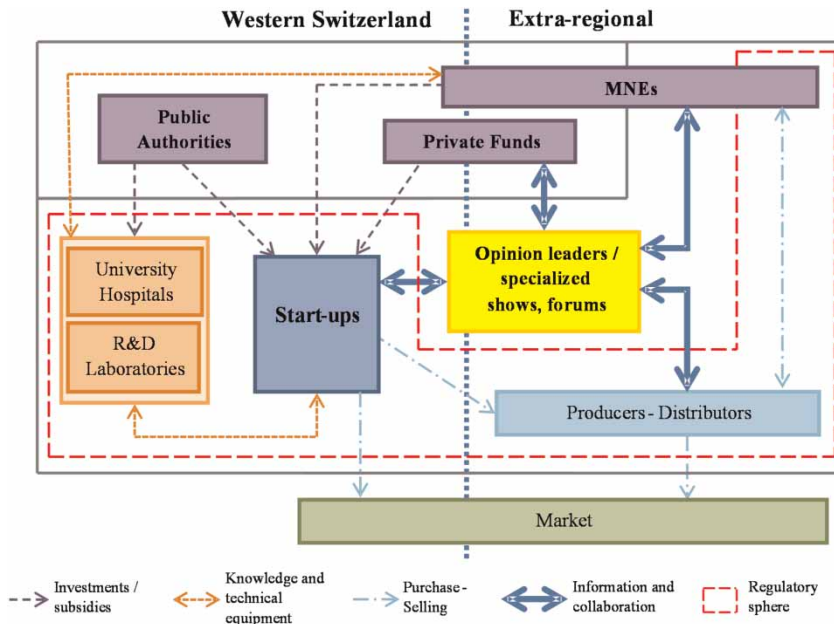 Western Switzerland
Extra-regional
MNEs
Public
Authorities
Private Funds
Opinion leaders /
specialized
shows, forums
University
Hospitals
Start-ups
R&D
Laboratories
Producers - Distributors
Market
Investments /
subsidies
Knowledge and
technical
equipment
Purchase -
Selling
Information and
collaboration
Regulatory
sphere